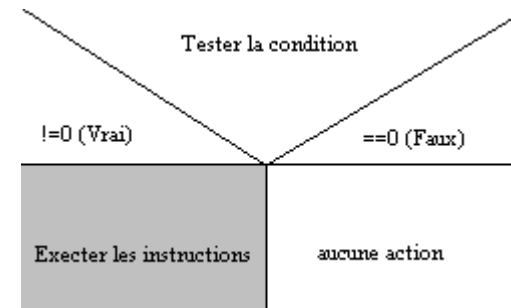 Tester la condition
!=0 (Vrai)
==0 (Faux)
Execter les instructions
aucune action